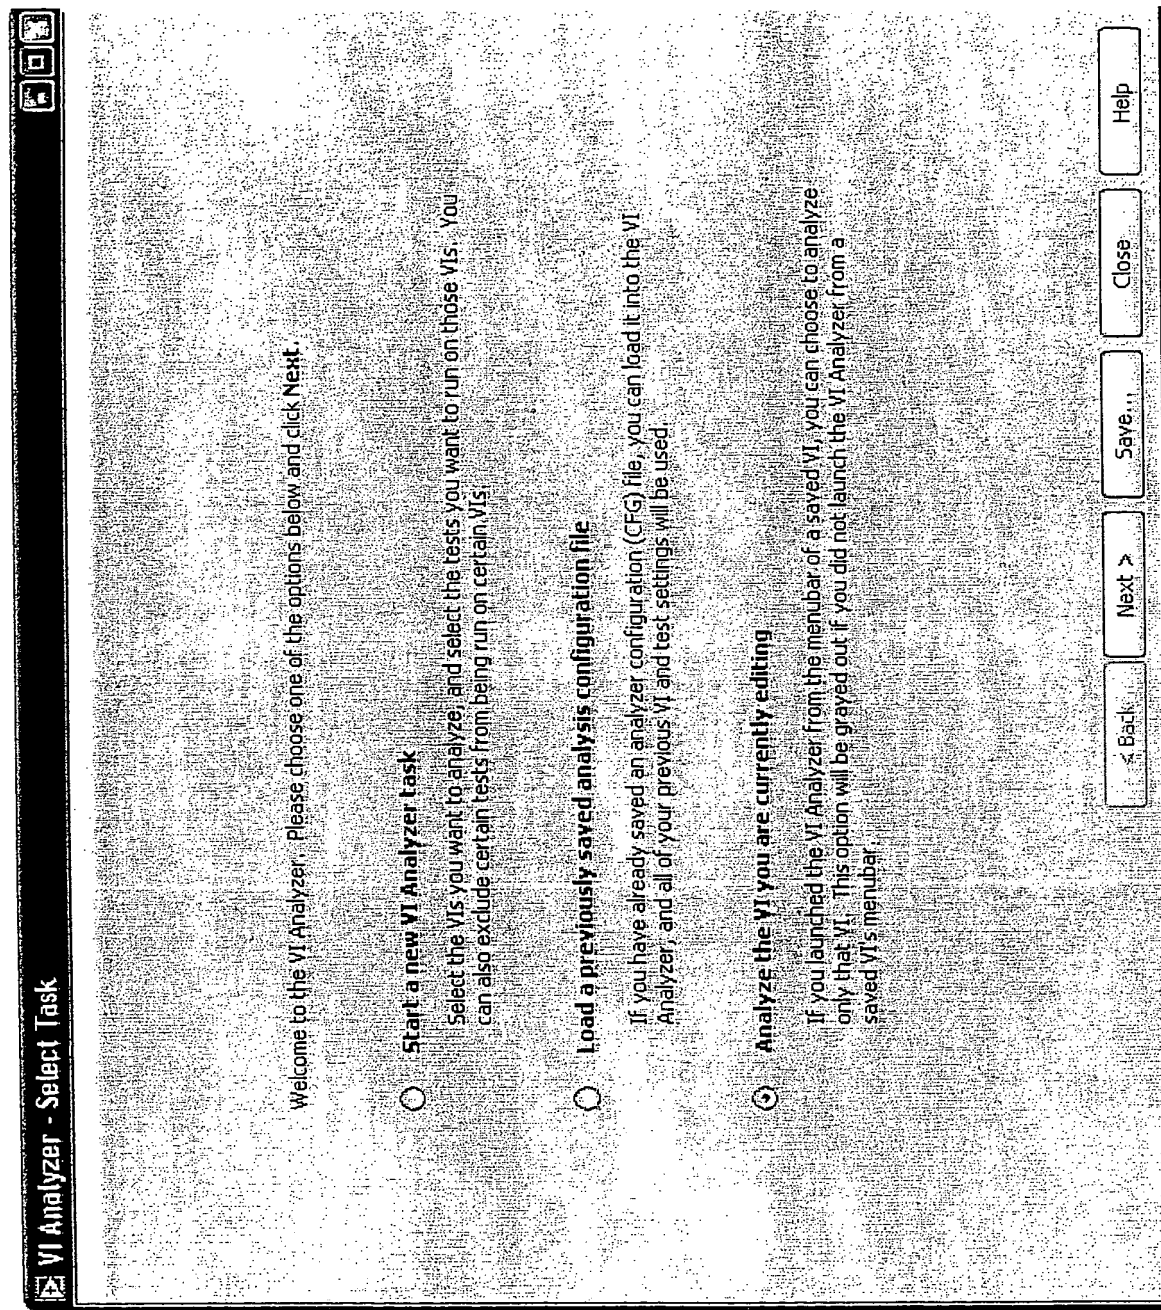 VI Analyzer - Select Task
Welcome to the VI Analyzer. Please choose one of the options below and click Next.
Start a new VI Analyzer task
Select the VIs you want to analyze, and select the tests you want to run on those VIs. You
can also exclude certain tests from being run on certain VIs.
Load a previously saved analysis configuration file
If you have already saved an analyzer configuration (CFG) file, you can load it into the VI
Analyzer, and all of your previous VI and test settings will be used.
Analyze the VI you are currently editing
If you launched the VI Analyzer from the menubar of a saved VI, you can choose to analyze
only that VI. This option will be grayed out if you did not launch the VI Analyzer from a
saved VI's menubar.
< Back
Next >
Save...
Close
Help